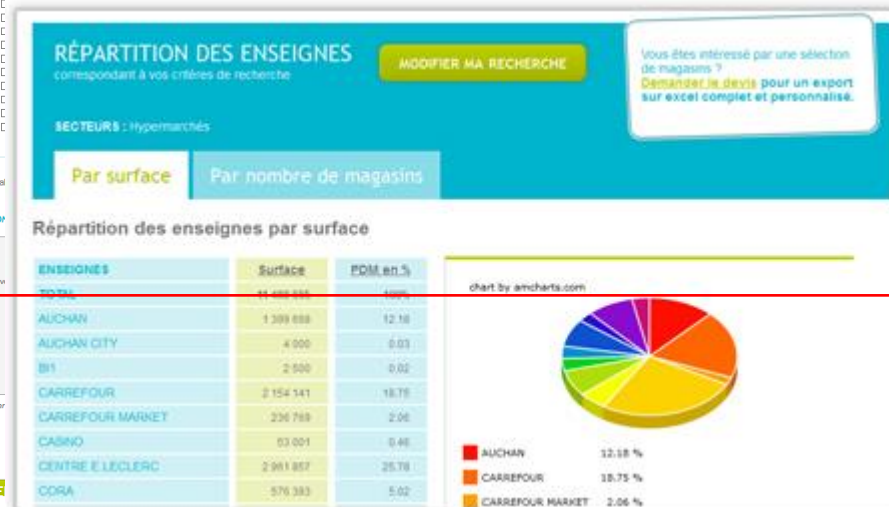 RÉPARTITION DES ENSEIGNES
correspondant à vos critères de recherche
MODIFIER MA RECHERCHE
Vous êtes intéressé par une sélection
de magasins ?
Demander le devis pour un export
sur excel complet et personnalisé.
SECTEURS : Hypermarchés
Par surface
Par nombre de magasins
Répartition des enseignes par surface
ENSEIGNES Surface PDM en %
TOTAL 100%
AUCHAN 1 399 688 12.18
AUCHAN CITY 4 000 0.03
BI1 2 500 0.02
CARREFOUR 2 154 141 18.75
CARREFOUR MARKET 236 769 2.06
CASINO 53 001 0.46
CENTRE E.LECLERC 2 961 857 25.78
CORA 576 383 5.02
chart by amcharts.com
AUCHAN 12.18 %
CARREFOUR 18.75 %
CARREFOUR MARKET 2.06 %